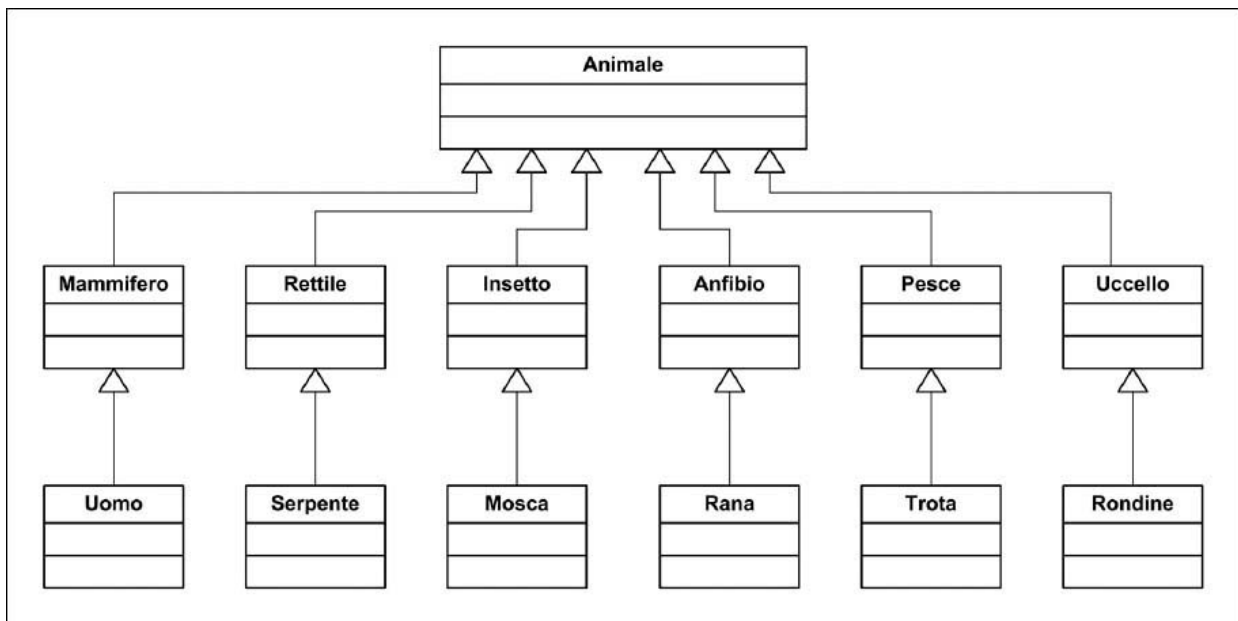 Animale
Mammifero Rettile Insetto Anfibio Pesce Uccello
Uomo Serpente Mosca Rana Trota Rondine